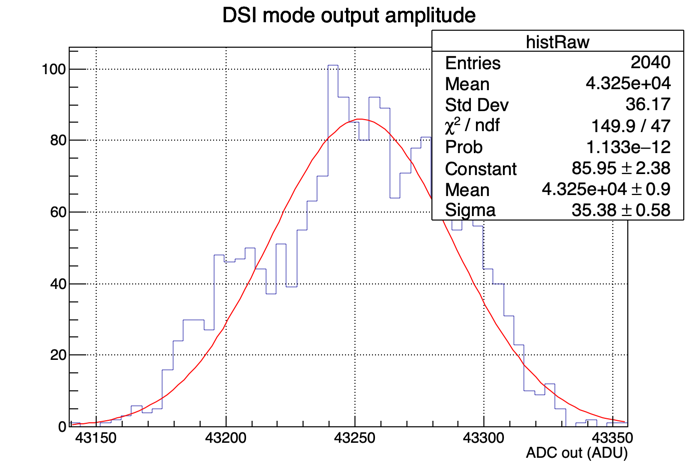 DSI mode output amplitude
histRaw
Entries 2040
Mean 4.325e+04
Std Dev 36.17
χ² / ndf 149.9 / 47
Prob 1.133e−12
Constant 85.95 ± 2.38
Mean 4.325e+04 ± 0.9
Sigma 35.38 ± 0.58
100
80
60
40
20
0
43150 43200 43250 43300 43350
ADC out (ADU)